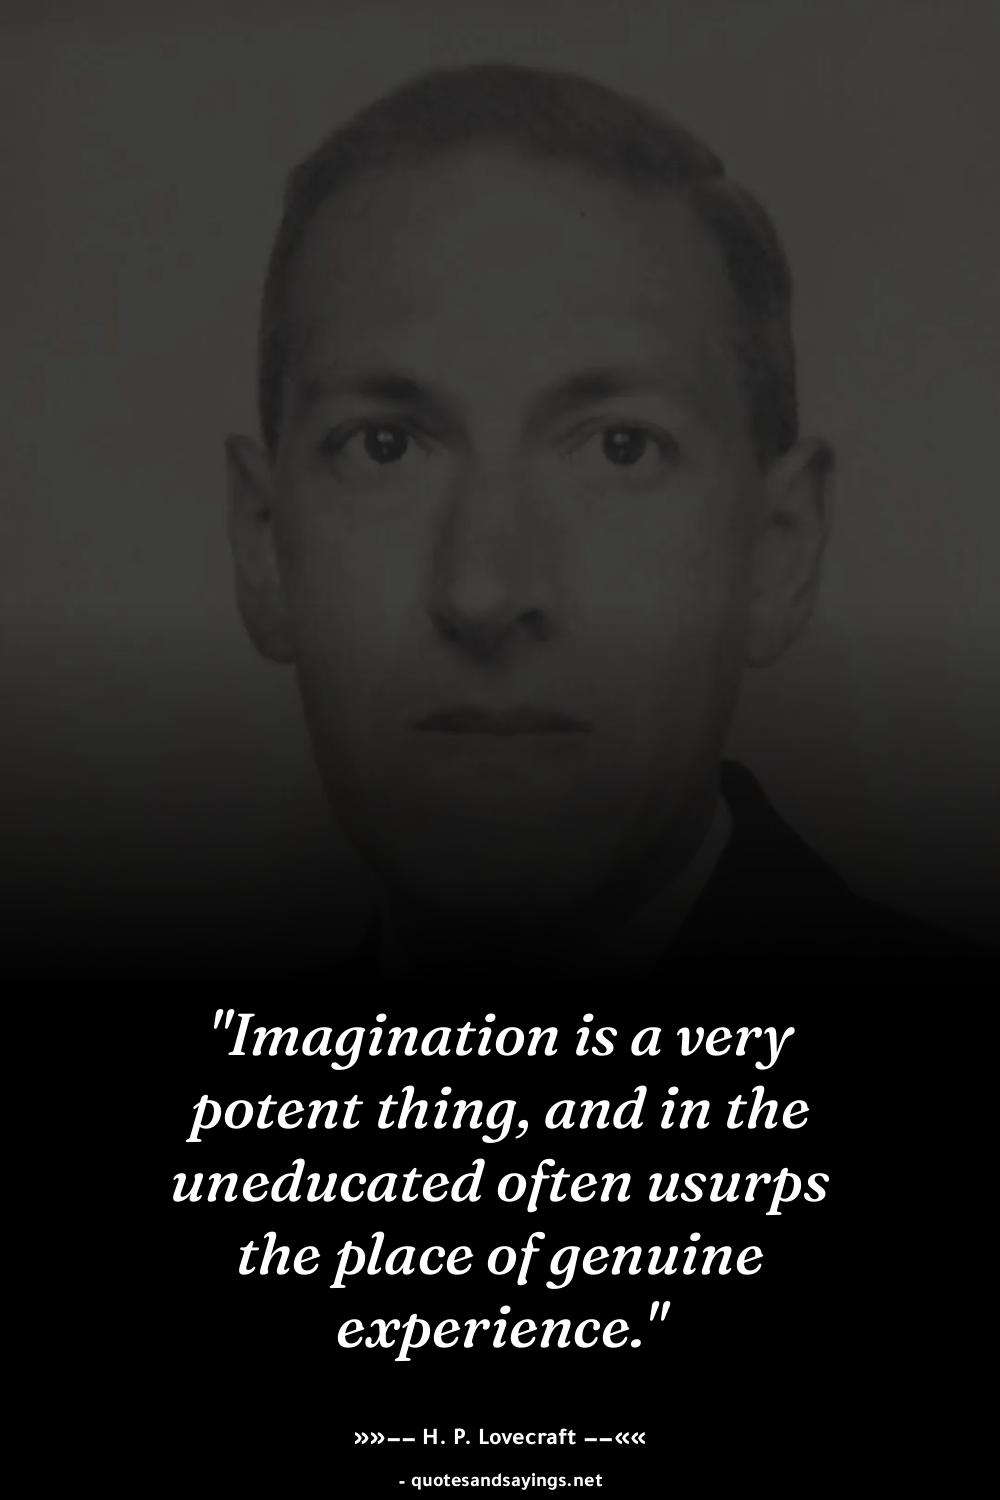 "Imagination is a very
potent thing, and in the
uneducated often usurps
the place of genuine
experience."
»»−− H. P. Lovecraft −−««
- quotesandsayings.net